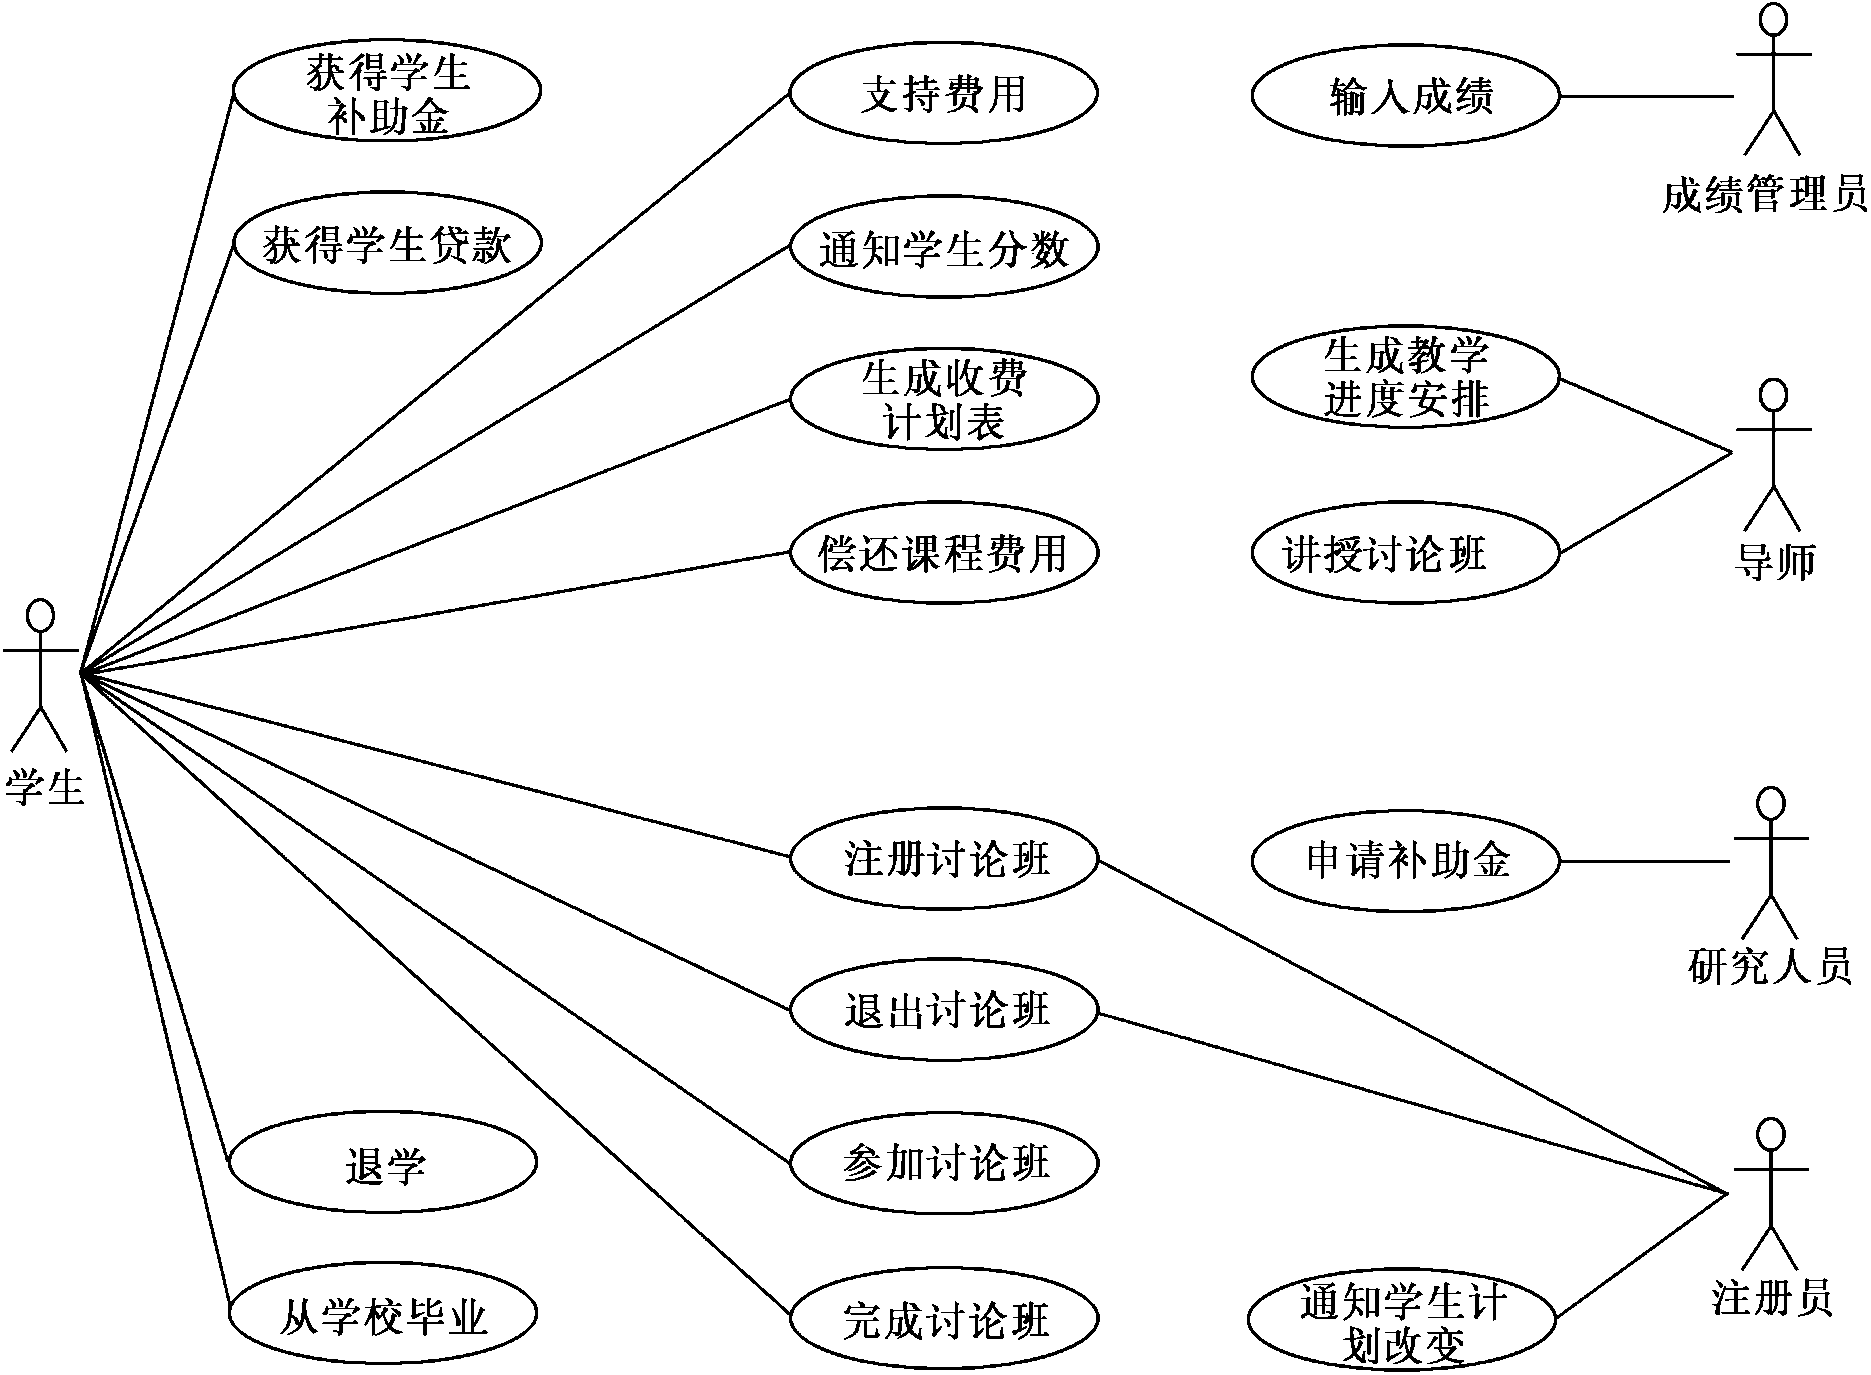 获得学生
补助金
获得学生贷款
支持费用
通知学生分数
生成收费
计划表
偿还课程费用
输入成绩
成绩管理员
生成教学
进度安排
讲授讨论班
导师
学生
注册讨论班
退出讨论班
参加讨论班
完成讨论班
申请补助金
研究人员
退学
从学校毕业
通知学生计
划改变
注册员